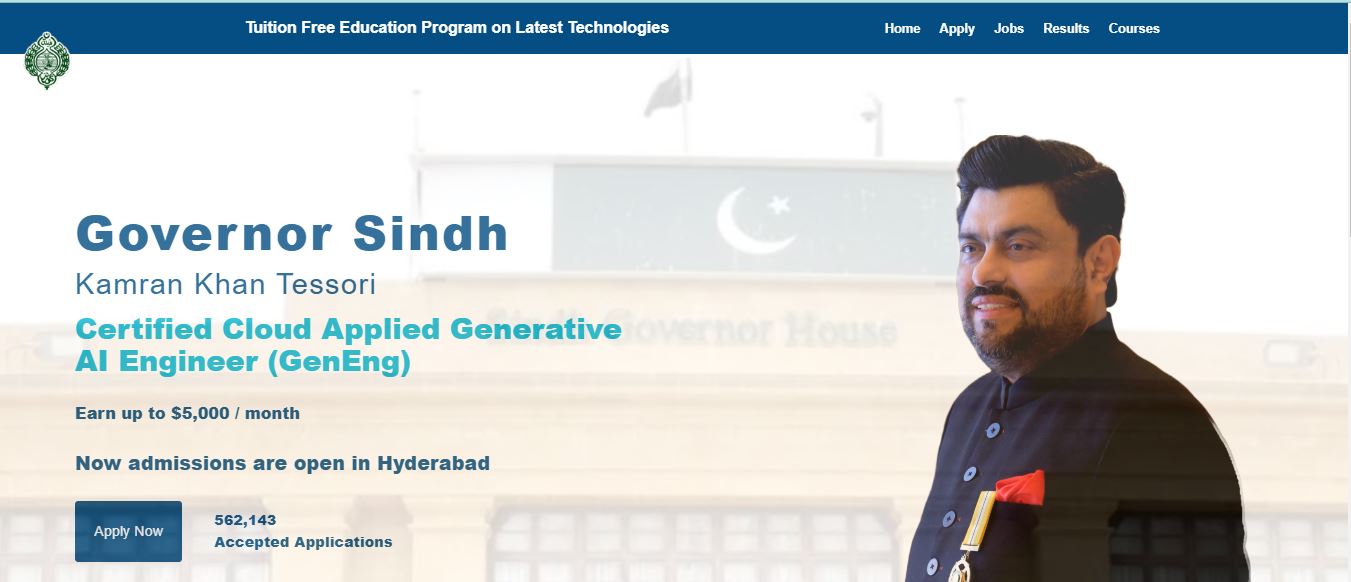 Tuition Free Education Program on Latest Technologies
Home Apply Jobs Results Courses
Governor Sindh
Kamran Khan Tessori
Certified Cloud Applied Generative
AI Engineer (GenEng)
Sindh Governor House
Earn up to $5,000 / month
Now admissions are open in Hyderabad
Apply Now
562,143
Accepted Applications